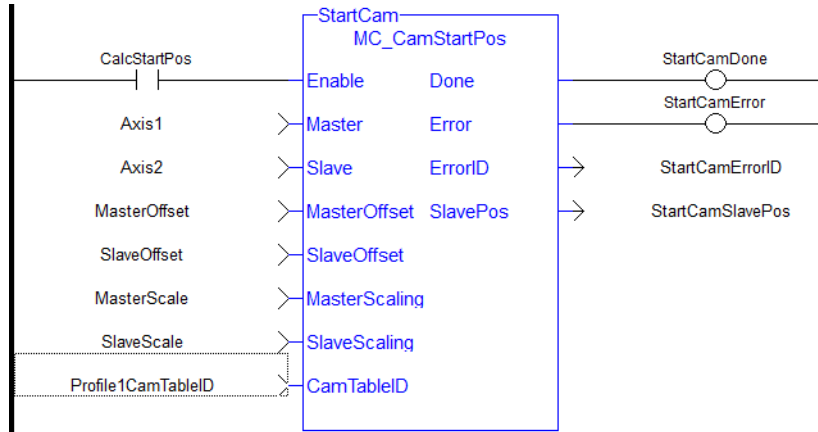 StartCam
MC_CamStartPos
CalcStartPos Enable Done StartCamDone
Axis1 Master Error StartCamError
Axis2 Slave ErrorID StartCamErrorID
MasterOffset MasterOffset SlavePos StartCamSlavePos
SlaveOffset SlaveOffset
MasterScale MasterScaling
SlaveScale SlaveScaling
Profile1CamTableID CamTableID